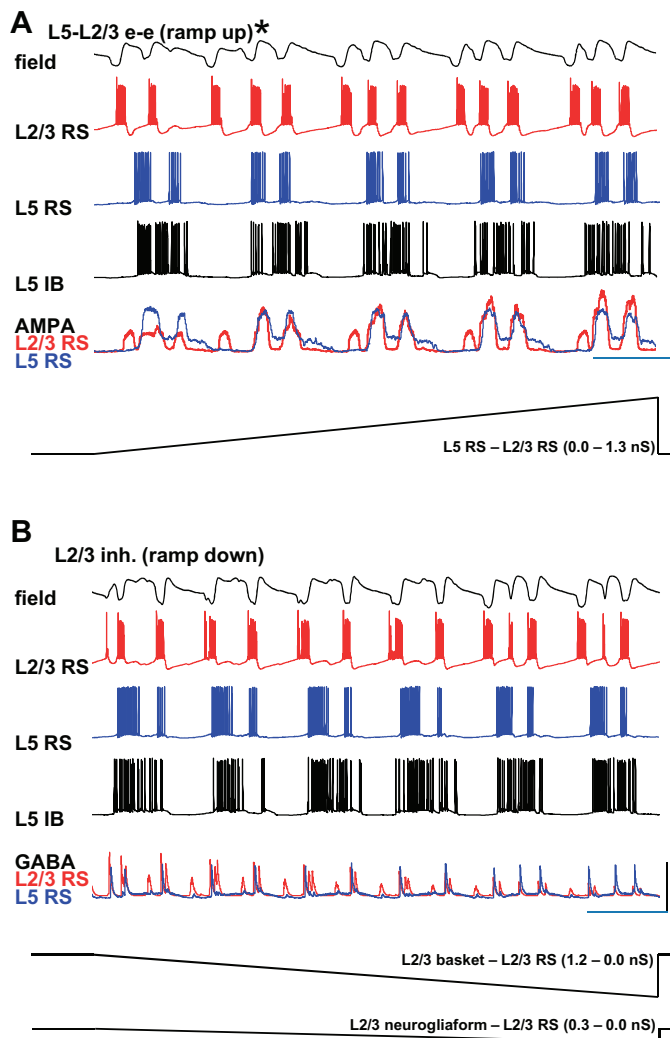 A
L5-L2/3 e-e (ramp up)*
field
L2/3 RS
L5 RS
L5 IB
AMPA
L2/3 RS
L5 RS
L5 RS – L2/3 RS (0.0 – 1.3 nS)
B
L2/3 inh. (ramp down)
field
L2/3 RS
L5 RS
L5 IB
GABA
L2/3 RS
L5 RS
L2/3 basket – L2/3 RS (1.2 – 0.0 nS)
L2/3 neurogliaform – L2/3 RS (0.3 – 0.0 nS)